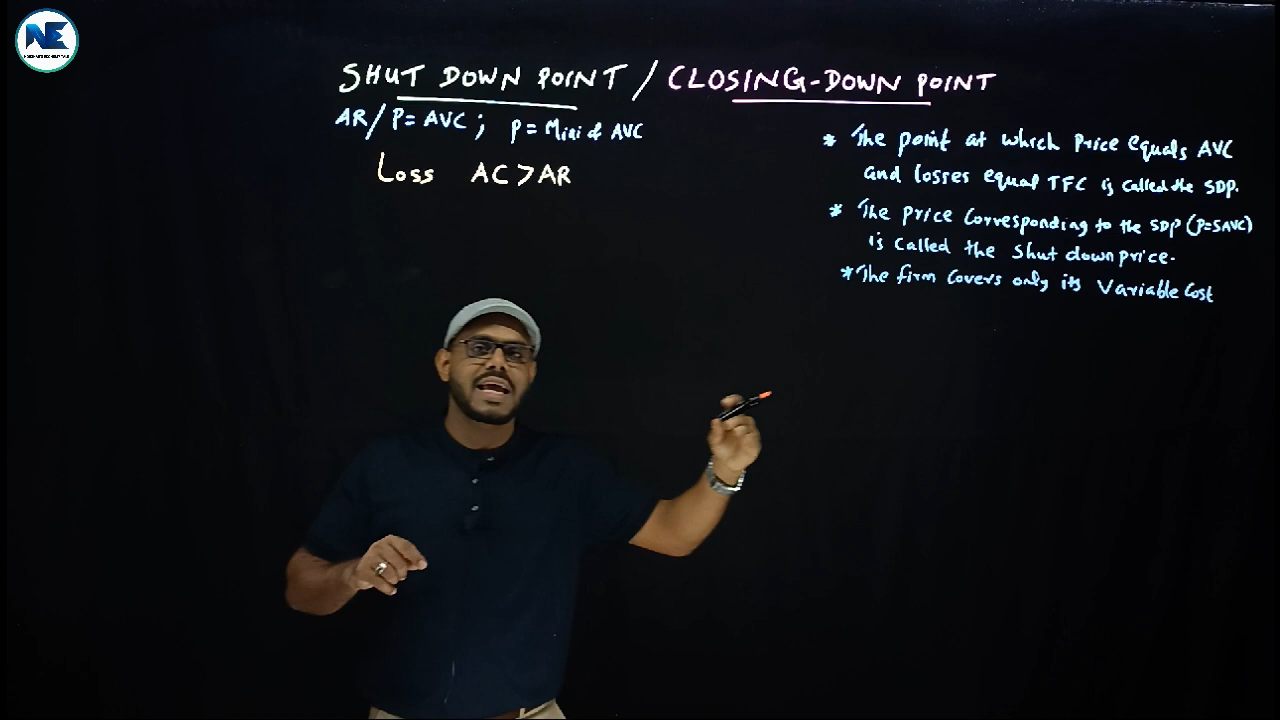 NE
SHUT DOWN POINT / CLOSING-DOWN POINT
AR/P = AVC ; P = Mini of AVC
Loss AC > AR
* The point at which Price equals AVC
and losses equal TFC is called the SDP.
* The price corresponding to the SDP (P=SAVC)
is called the shut down price.
* The firm covers only its Variable Cost